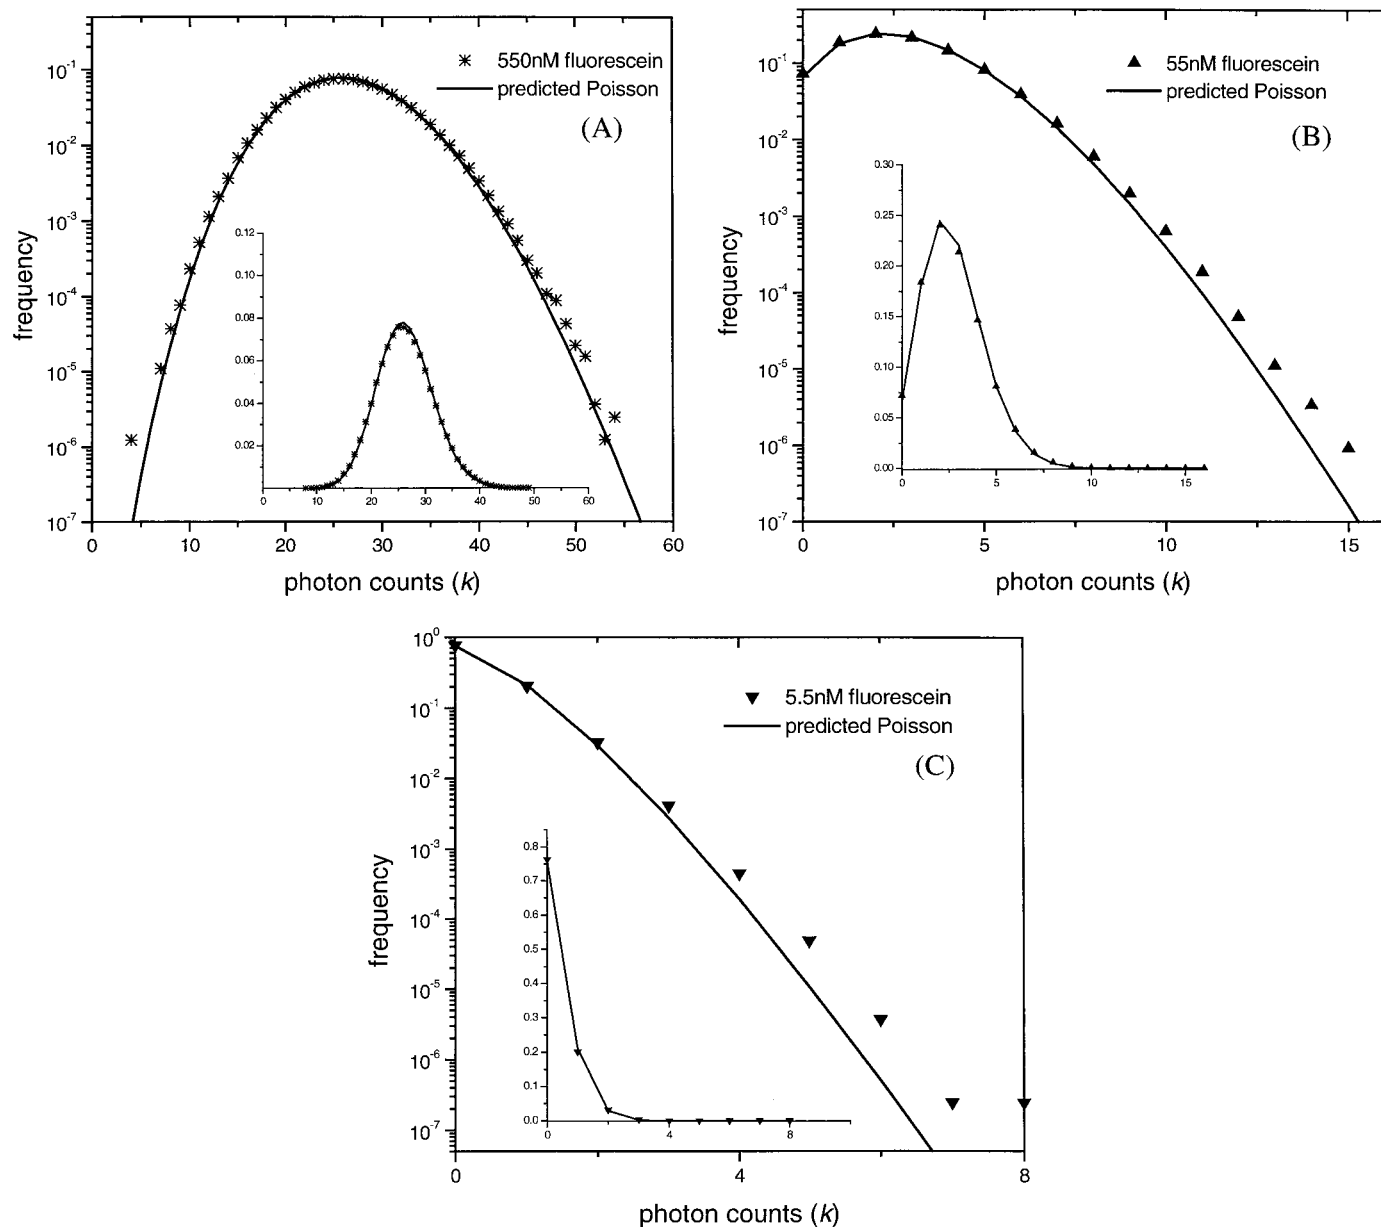 550nM fluorescein
predicted Poisson
(A)
10⁻¹
10⁻²
10⁻³
10⁻⁴
10⁻⁵
10⁻⁶
10⁻⁷
frequency
0.12
0.10
0.08
0.06
0.04
0.02
0 10 20 30 40 50 60
0 10 20 30 40 50 60
photon counts (k)
55nM fluorescein
predicted Poisson
(B)
10⁻¹
10⁻²
10⁻³
10⁻⁴
10⁻⁵
10⁻⁶
10⁻⁷
frequency
0.30
0.25
0.20
0.15
0.10
0.05
0.00
0 5 10 15
0 5 10 15
photon counts (k)
5.5nM fluorescein
predicted Poisson
(C)
10⁰
10⁻¹
10⁻²
10⁻³
10⁻⁴
10⁻⁵
10⁻⁶
10⁻⁷
frequency
0.8
0.7
0.6
0.5
0.4
0.3
0.2
0.1
0.0
0 4 8
0 4 8
photon counts (k)